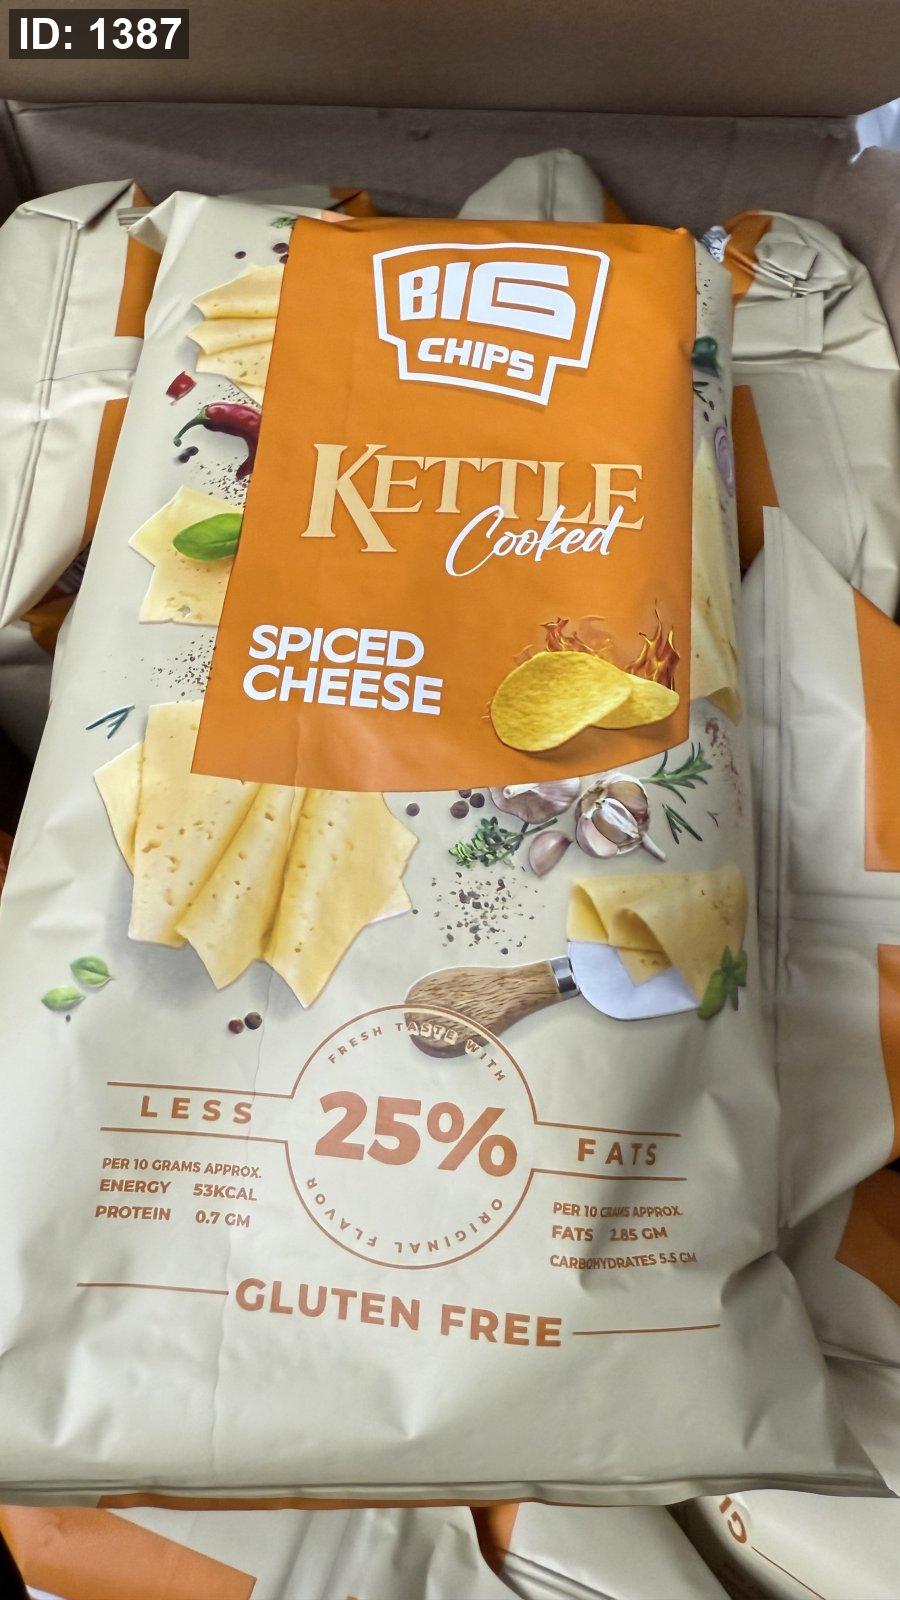 ID: 1387
BIG
CHIPS
KETTLE
Cooked
SPICED
CHEESE
FRESH TASTE WITH
LESS
25%
FATS
ORIGINAL FLAVOR
PER 10 GRAMS APPROX.
ENERGY 53KCAL
PROTEIN 0.7 GM
PER 10 GRAMS APPROX.
FATS 2.85 GM
CARBOHYDRATES 5.5 GM
GLUTEN FREE